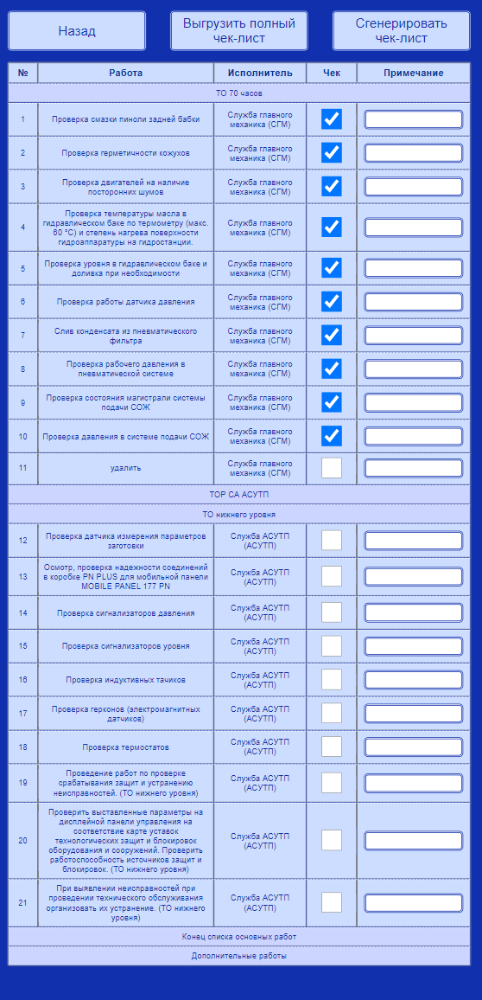 Назад
Выгрузить полный
чек-лист
Сгенерировать
чек-лист
№ Работа Исполнитель Чек Примечание
ТО 70 часов
1 Проверка смазки пиноли задней бабки Служба главного
механика (СГМ)
2 Проверка герметичности кожухов Служба главного
механика (СГМ)
3 Проверка двигателей на наличие
посторонних шумов
Служба главного
механика (СГМ)
4 Проверка температуры масла в
гидравлическом баке по термометру (макс.
60 °C) и степень нагрева поверхности
гидроаппаратуры на гидростанции.
Служба главного
механика (СГМ)
5 Проверка уровня в гидравлическом баке и
доливка при необходимости
Служба главного
механика (СГМ)
6 Проверка работы датчика давления Служба главного
механика (СГМ)
7 Слив конденсата из пневматического
фильтра
Служба главного
механика (СГМ)
8 Проверка рабочего давления в
пневматической системе
Служба главного
механика (СГМ)
9 Проверка состояния магистрали системы
подачи СОЖ
Служба главного
механика (СГМ)
10 Проверка давления в системе подачи СОЖ Служба главного
механика (СГМ)
11 удалить Служба главного
механика (СГМ)
ТОР СА АСУТП
ТО нижнего уровня
12 Проверка датчика измерения параметров
заготовки
Служба АСУТП
(АСУТП)
13 Осмотр, проверка надежности соединений
в коробке PN PLUS для мобильной панели
MOBILE PANEL 177 PN
Служба АСУТП
(АСУТП)
14 Проверка сигнализаторов давления Служба АСУТП
(АСУТП)
15 Проверка сигнализаторов уровня Служба АСУТП
(АСУТП)
16 Проверка индуктивных тачиков Служба АСУТП
(АСУТП)
17 Проверка герконов (электромагнитных
датчиков)
Служба АСУТП
(АСУТП)
18 Проверка термостатов Служба АСУТП
(АСУТП)
19 Проведение работ по проверке
срабатывания защит и устранению
неисправностей. (ТО нижнего уровня)
Служба АСУТП
(АСУТП)
20 Проверить выставленные параметры на
дисплейной панели управления на
соответствие карте уставок
технологических защит и блокировок
оборудования и сооружений. Проверить
работоспособность источников защит и
блокировок. (ТО нижнего уровня)
Служба АСУТП
(АСУТП)
21 При выявлении неисправностей при
проведении технического обслуживания
организовать их устранение. (ТО нижнего
уровня)
Служба АСУТП
(АСУТП)
Конец списка основных работ
Дополнительные работы